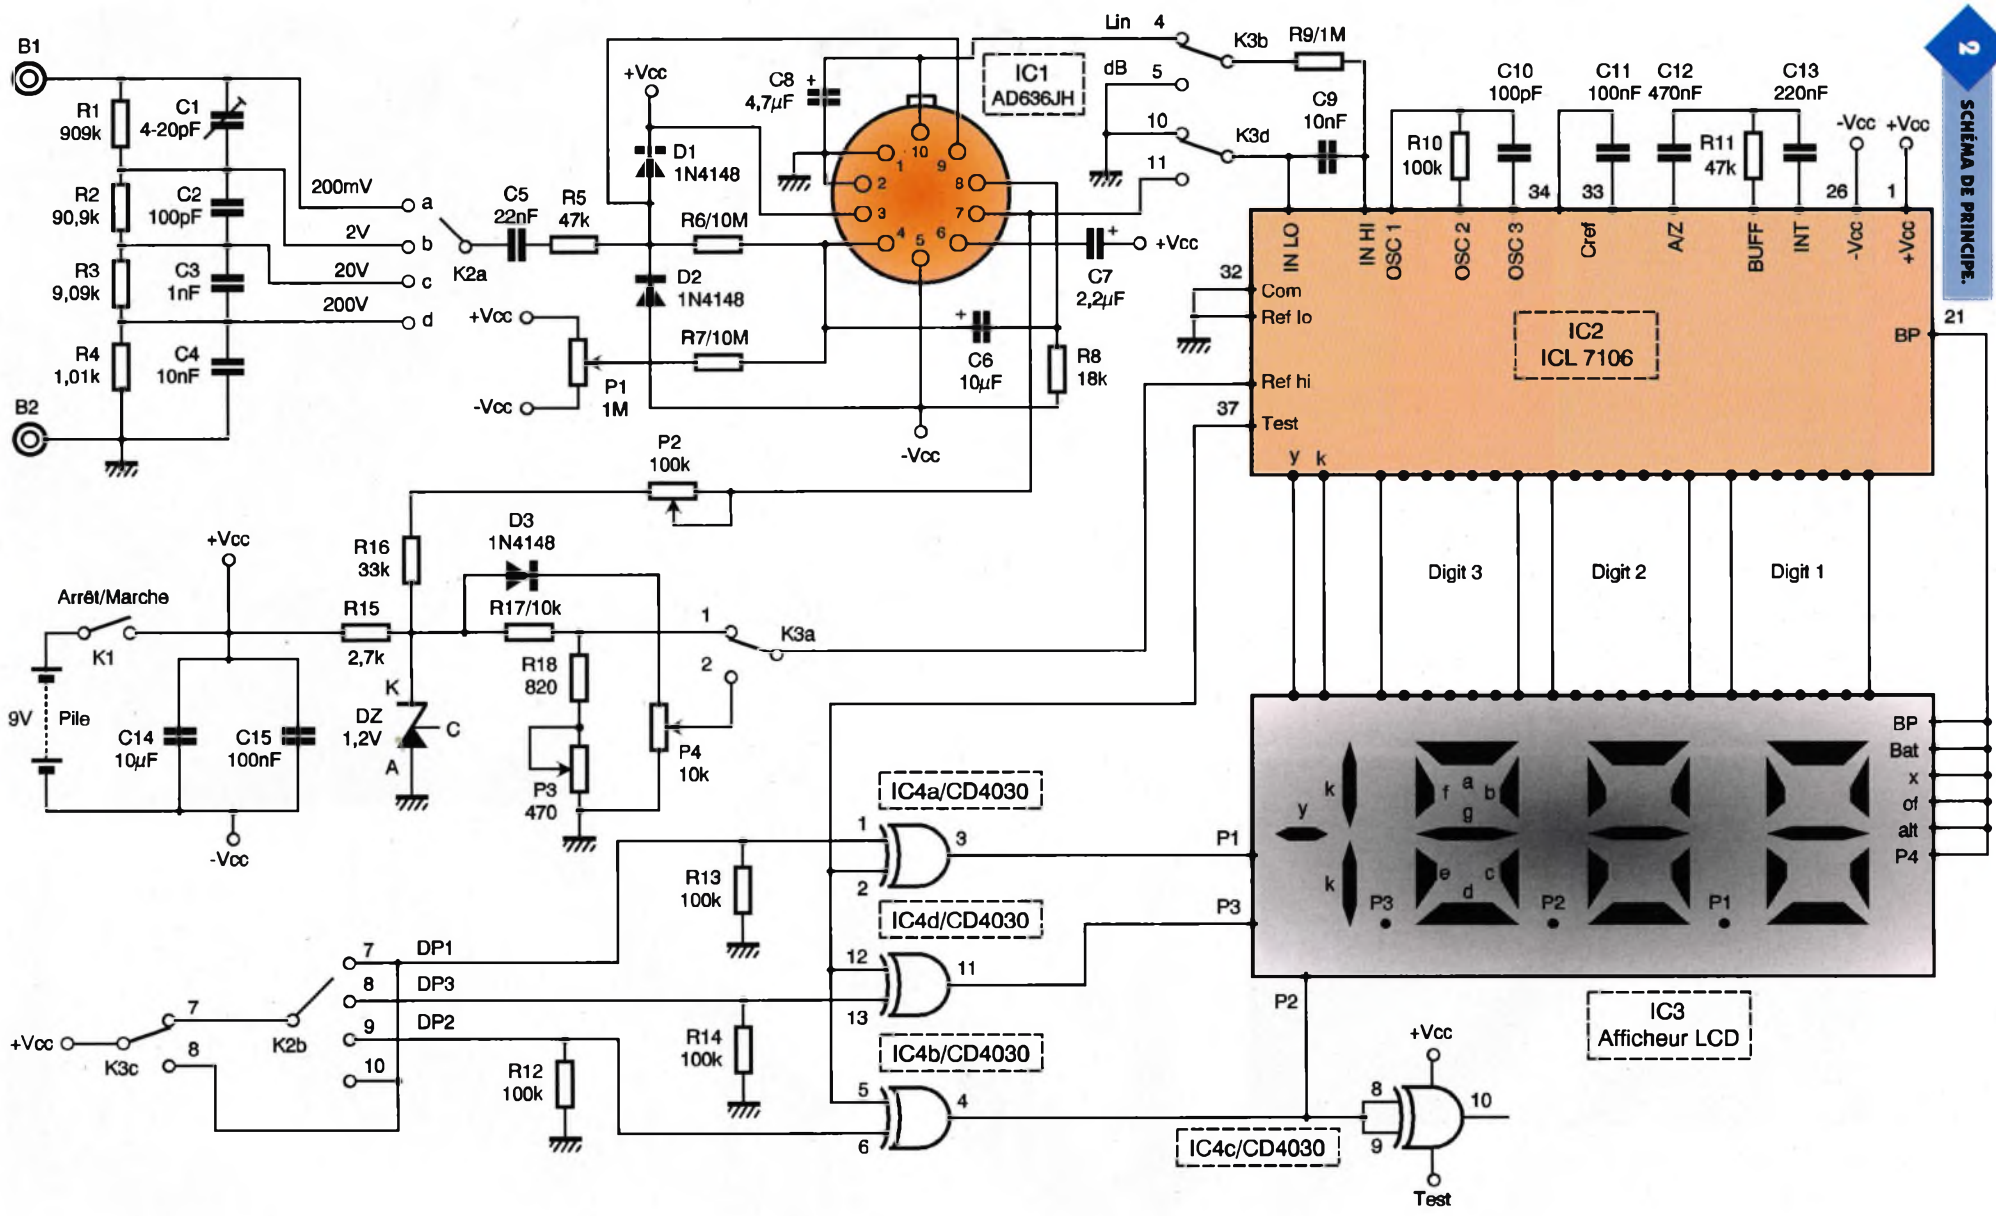 2 SCHÉMA DE PRINCIPE.
B1
R1
909k
C1
4-20pF
R2
90,9k
C2
100pF
R3
9,09k
C3
1nF
R4
1,01k
C4
10nF
B2
200mV
a
2V
b
20V
c
200V
d
K2a
C5
22nF
R5
47k
+Vcc
D1
1N4148
R6/10M
D2
1N4148
+Vcc
R7/10M
P1
1M
-Vcc
C8
4,7µF
+
IC1
AD636JH
1
2
3
4
5
6
7
8
9
10
C7
2,2µF
+
+Vcc
+
C6
10µF
R8
18k
-Vcc
Lin 4
K3b
R9/1M
dB 5
10
K3d
11
C9
10nF
C10
100pF
R10
100k
C11
100nF
C12
470nF
R11
47k
C13
220nF
-Vcc
+Vcc
34
33
26
1
IN LO
IN HI
OSC 1
OSC 2
OSC 3
Cref
A/Z
BUFF
INT
-Vcc
+Vcc
32
Com
Ref lo
Ref hi
37
Test
IC2
ICL 7106
21
BP
y
k
Digit 3
Digit 2
Digit 1
P2
100k
+Vcc
Arrêt/Marche
K1
9V
Pile
C14
10µF
C15
100nF
-Vcc
R16
33k
R15
2,7k
K
DZ
1,2V
C
A
D3
1N4148
R17/10k
R18
820
P3
470
P4
10k
1
K3a
2
BP
Bat
x
of
alt
P4
y
k
k
a
f
b
g
e
c
d
P3
P2
P1
P1
P3
P2
IC3
Afficheur LCD
IC4a/CD4030
1
2
3
R13
100k
IC4d/CD4030
12
13
11
R14
100k
IC4b/CD4030
5
6
4
R12
100k
+Vcc
K3c
7
8
K2b
7
DP1
8
DP3
9
DP2
10
IC4c/CD4030
+Vcc
8
9
10
Test